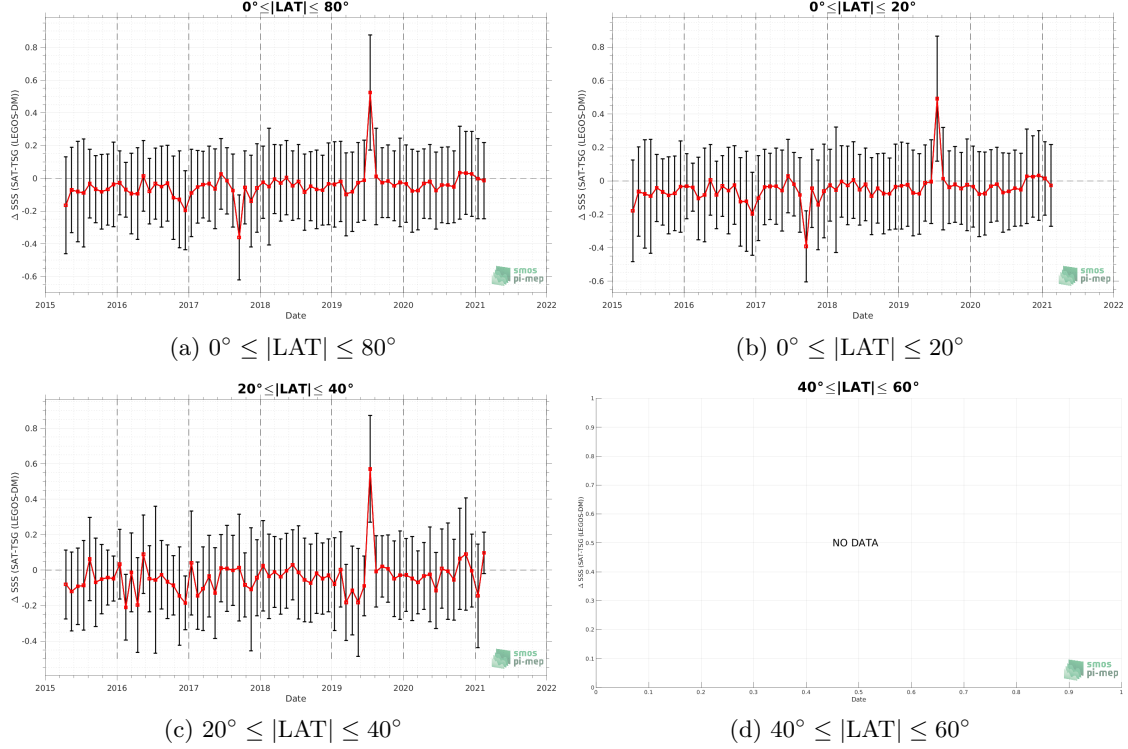 0°≤|LAT|≤ 80°
Δ SSS (SAT-TSG (LEGOS-DM))
0.8
0.6
0.4
0.2
0
-0.2
-0.4
-0.6
2015 2016 2017 2018 2019 2020 2021 2022
Date
smos
pi-mep
(a) 0° ≤ |LAT| ≤ 80°
0°≤|LAT|≤ 20°
Δ SSS (SAT-TSG (LEGOS-DM))
0.8
0.6
0.4
0.2
0
-0.2
-0.4
-0.6
2015 2016 2017 2018 2019 2020 2021 2022
Date
smos
pi-mep
(b) 0° ≤ |LAT| ≤ 20°
20°≤|LAT|≤ 40°
Δ SSS (SAT-TSG (LEGOS-DM))
0.8
0.6
0.4
0.2
0
-0.2
-0.4
2015 2016 2017 2018 2019 2020 2021 2022
Date
smos
pi-mep
(c) 20° ≤ |LAT| ≤ 40°
40°≤|LAT|≤ 60°
Δ SSS (SAT-TSG (LEGOS-DM))
1
0.9
0.8
0.7
0.6
0.5
0.4
0.3
0.2
0.1
0
NO DATA
0 0.1 0.2 0.3 0.4 0.5 0.6 0.7 0.8 0.9 1
Date
smos
pi-mep
(d) 40° ≤ |LAT| ≤ 60°